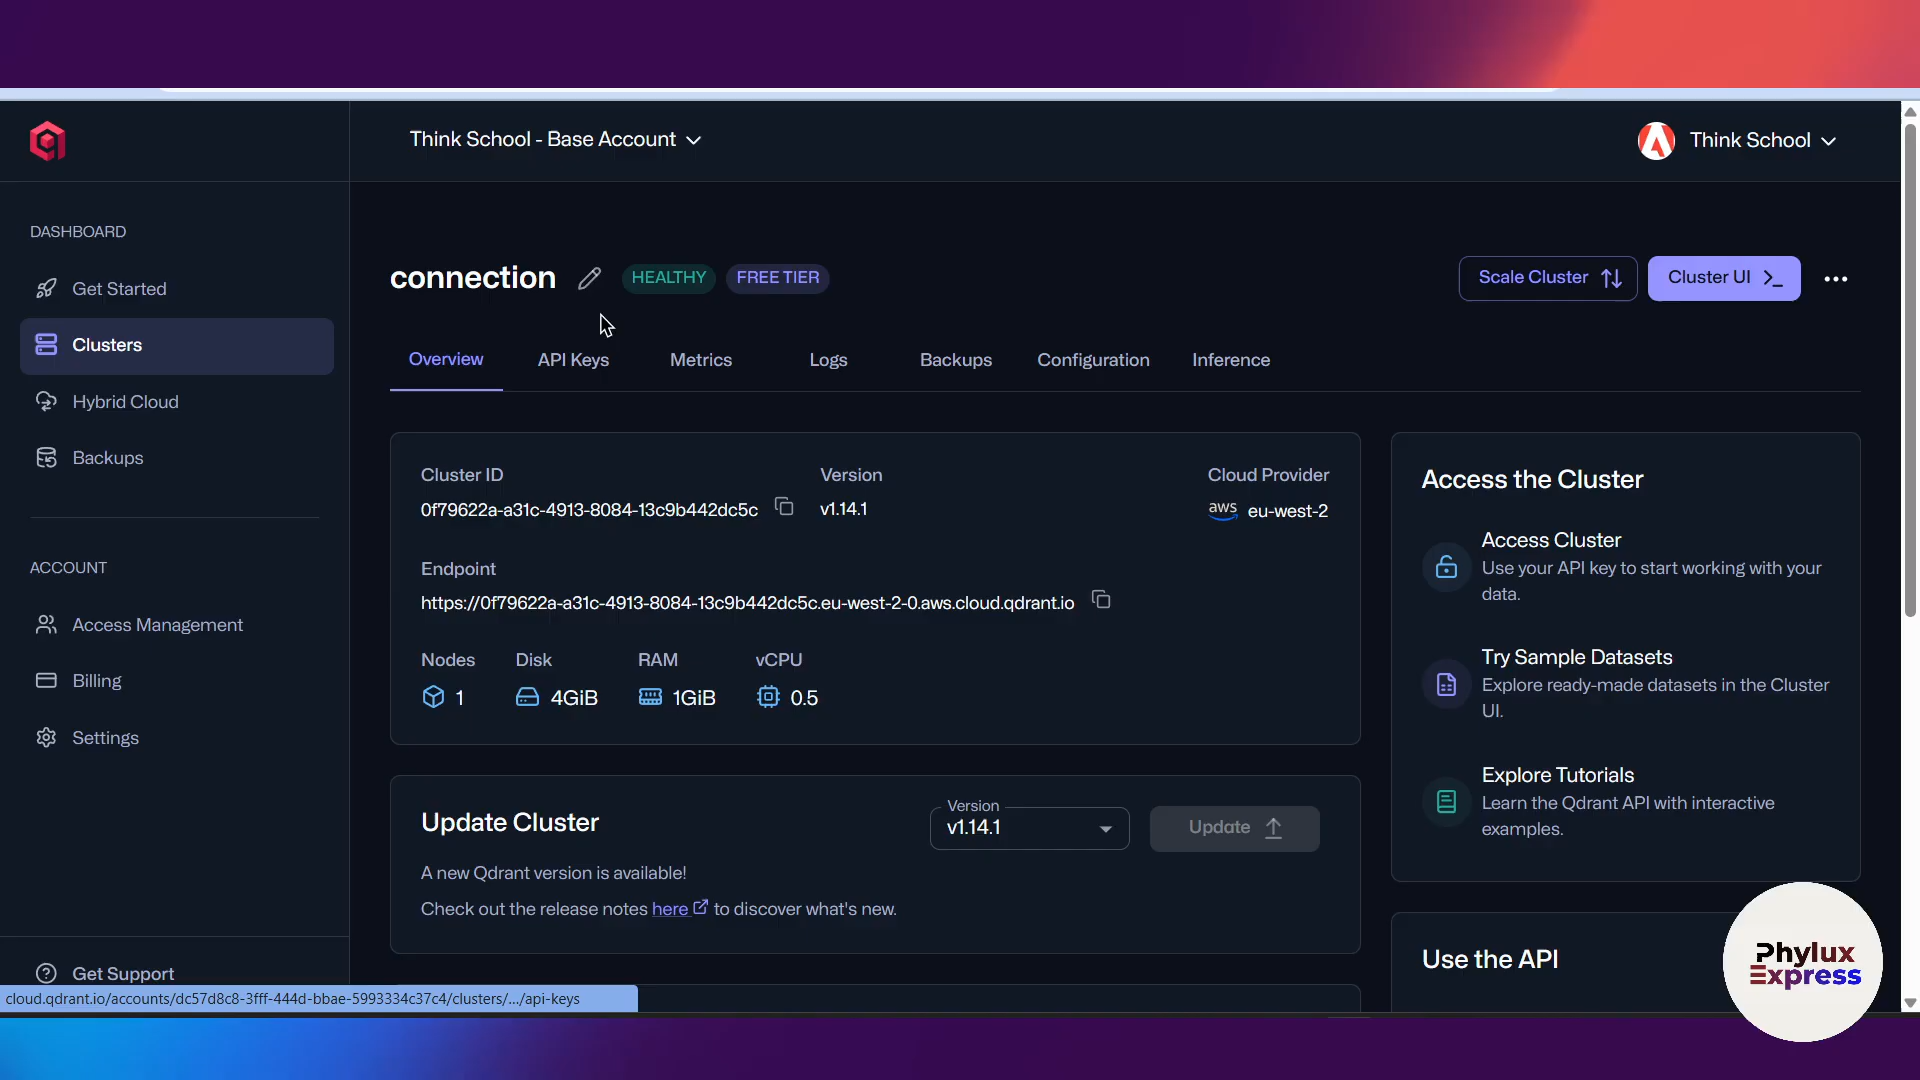 Think School - Base Account
Think School
DASHBOARD
Get Started
Clusters
Hybrid Cloud
Backups
ACCOUNT
Access Management
Billing
Settings
Get Support
connection
HEALTHY
FREE TIER
Scale Cluster
Cluster UI
Overview
API Keys
Metrics
Logs
Backups
Configuration
Inference
Cluster ID
0f79622a-a31c-4913-8084-13c9b442dc5c
Version
v1.14.1
Cloud Provider
aws eu-west-2
Endpoint
https://0f79622a-a31c-4913-8084-13c9b442dc5c.eu-west-2-0.aws.cloud.qdrant.io
Nodes
1
Disk
4GiB
RAM
1GiB
vCPU
0.5
Update Cluster
Version
v1.14.1
Update
A new Qdrant version is available!
Check out the release notes here to discover what's new.
Access the Cluster
Access Cluster
Use your API key to start working with your
data.
Try Sample Datasets
Explore ready-made datasets in the Cluster
UI.
Explore Tutorials
Learn the Qdrant API with interactive
examples.
Use the API
Phylux
Express
cloud.qdrant.io/accounts/dc57d8c8-3fff-444d-bbae-5993334c37c4/clusters/.../api-keys